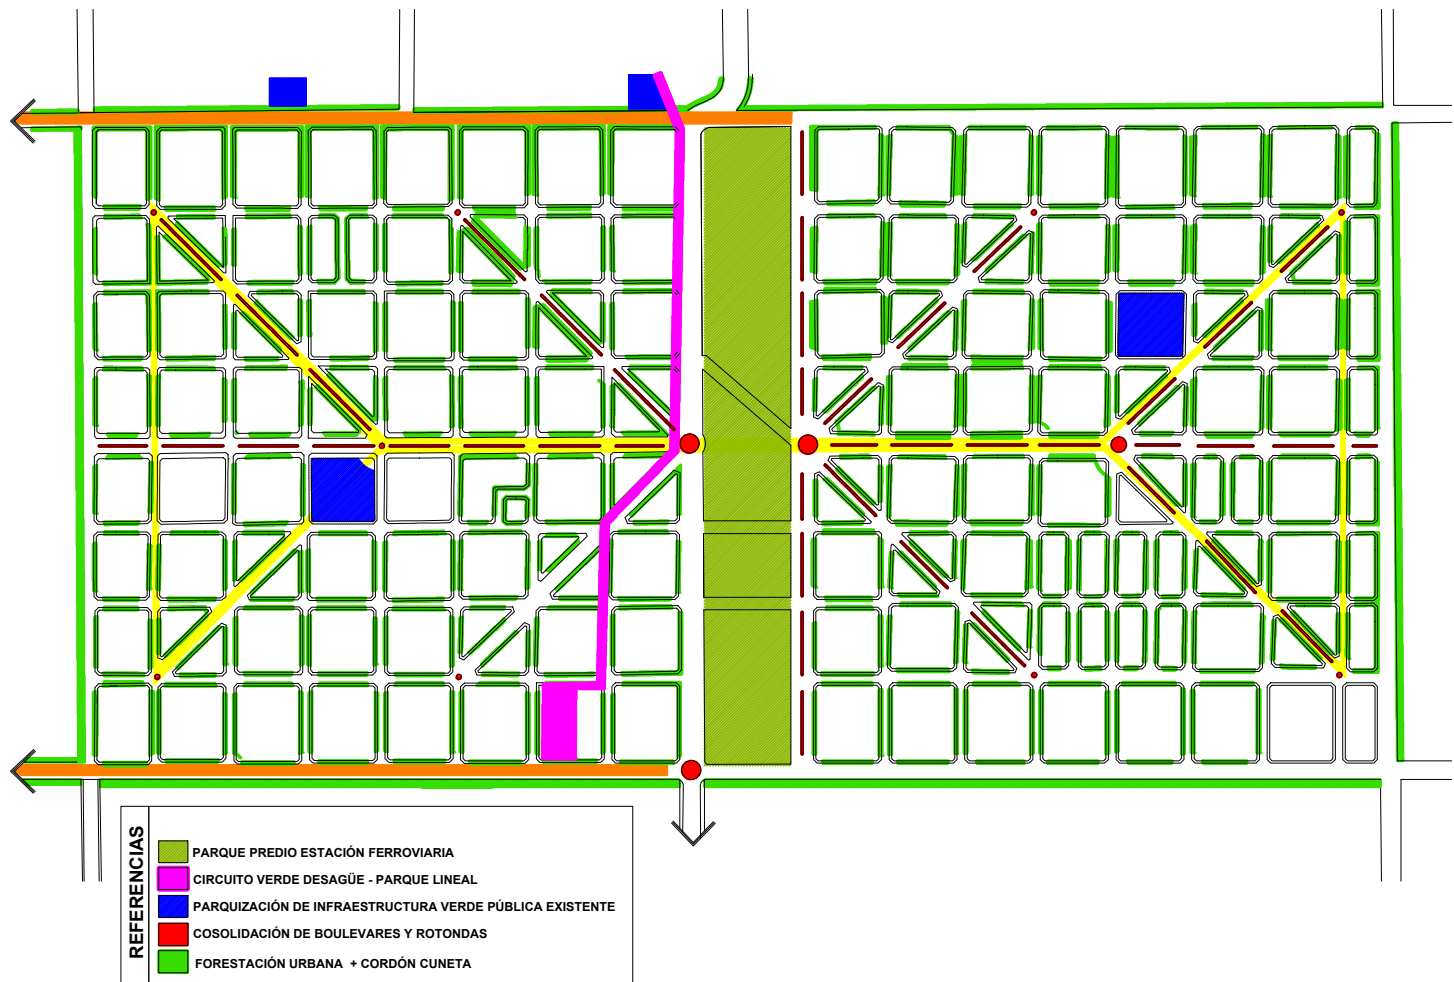 REFERENCIAS
PARQUE PREDIO ESTACIÓN FERROVIARIA
CIRCUITO VERDE DESAGÜE - PARQUE LINEAL
PARQUIZACIÓN DE INFRAESTRUCTURA VERDE PÚBLICA EXISTENTE
COSOLIDACIÓN DE BOULEVARES Y ROTONDAS
FORESTACIÓN URBANA + CORDÓN CUNETA